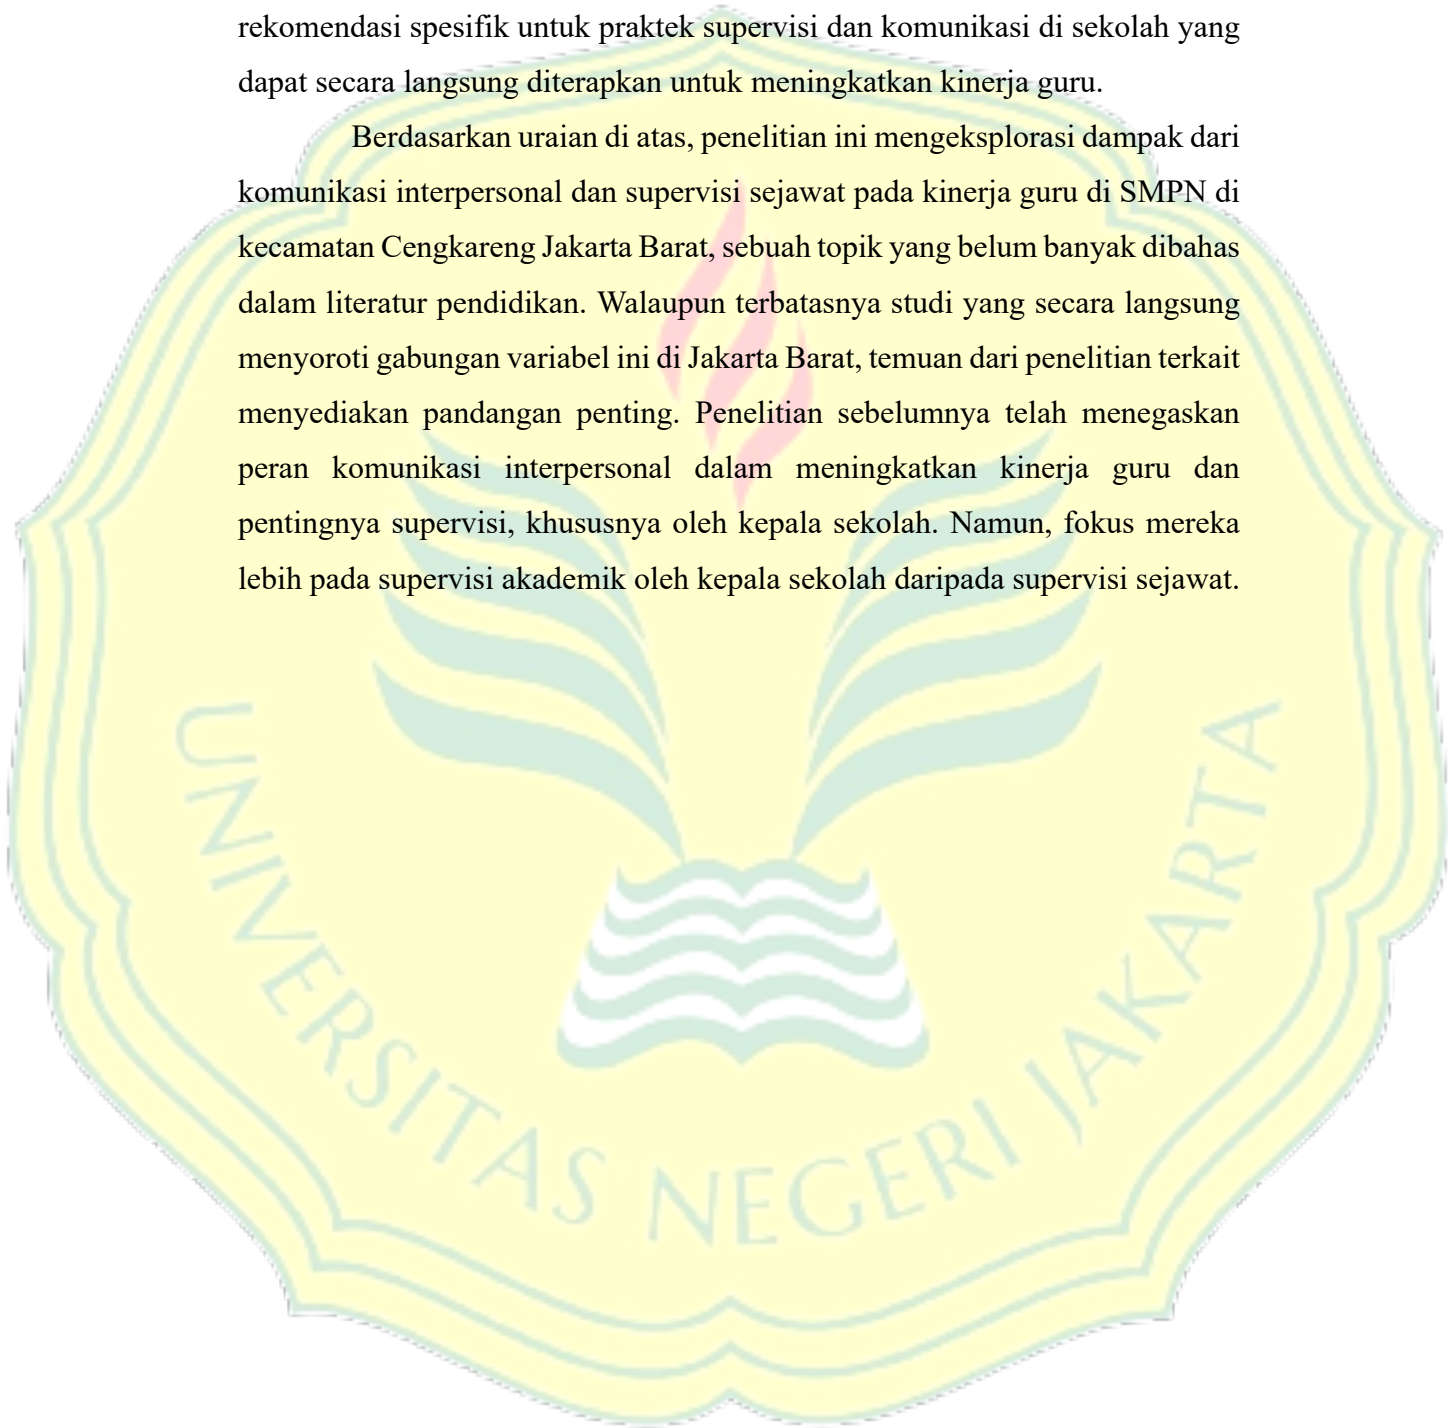 rekomendasi spesifik untuk praktek supervisi dan komunikasi di sekolah yang
dapat secara langsung diterapkan untuk meningkatkan kinerja guru.
Berdasarkan uraian di atas, penelitian ini mengeksplorasi dampak dari
komunikasi interpersonal dan supervisi sejawat pada kinerja guru di SMPN di
kecamatan Cengkareng Jakarta Barat, sebuah topik yang belum banyak dibahas
dalam literatur pendidikan. Walaupun terbatasnya studi yang secara langsung
menyoroti gabungan variabel ini di Jakarta Barat, temuan dari penelitian terkait
menyediakan pandangan penting. Penelitian sebelumnya telah menegaskan
peran komunikasi interpersonal dalam meningkatkan kinerja guru dan
pentingnya supervisi, khususnya oleh kepala sekolah. Namun, fokus mereka
lebih pada supervisi akademik oleh kepala sekolah daripada supervisi sejawat.
UNIVERSITAS NEGERI JAKARTA